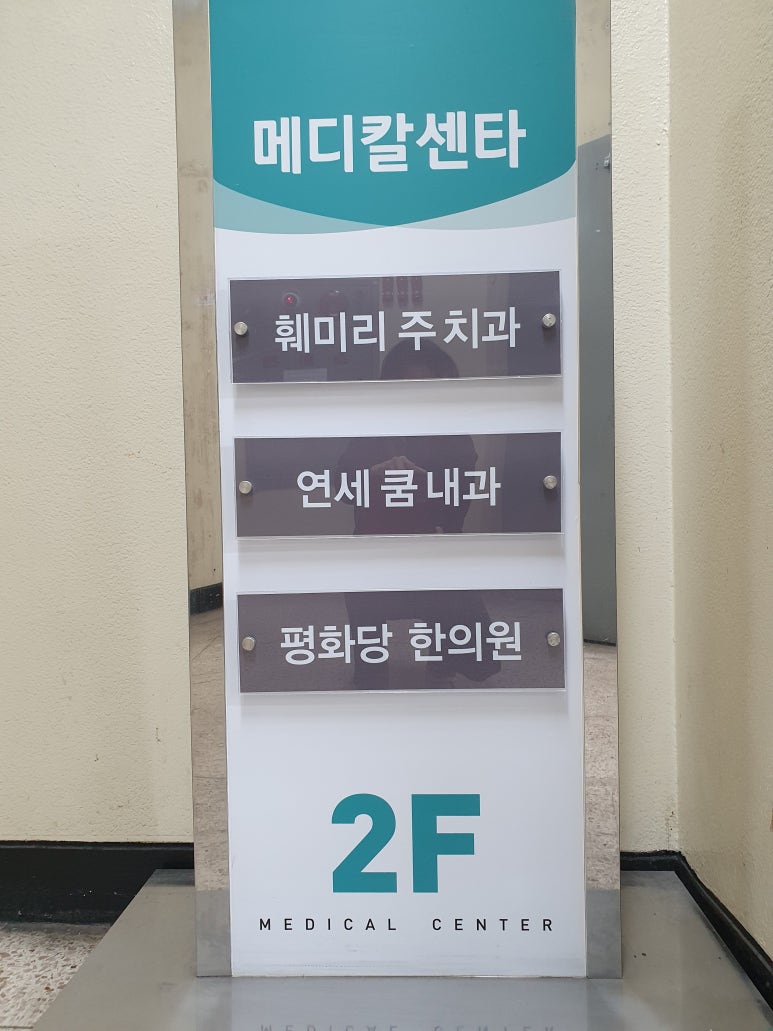 메디칼센타
훼미리 주치과
연세 쿰내과
평화당 한의원
2F
MEDICAL CENTER